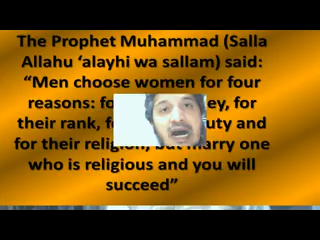 The Prophet Muhammad (Salla
Allahu ‘alayhi wa sallam) said:
“Men choose women for four
reasons: for
their rank, and
for their religion, but marry one
who is religious and you will
succeed”